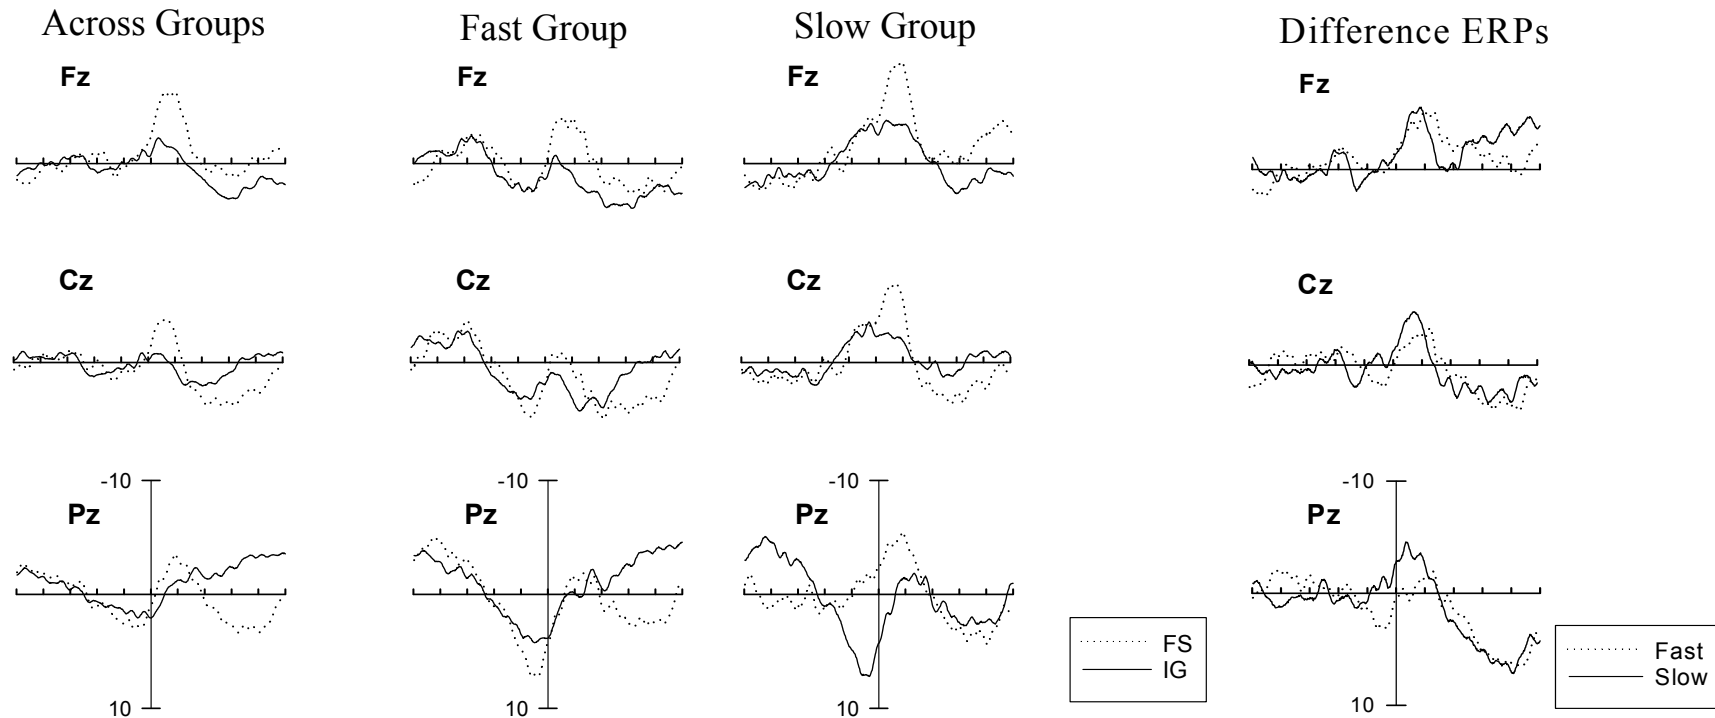 Across Groups
Fast Group
Slow Group
Difference ERPs
Fz
Fz
Fz
Fz
Cz
Cz
Cz
Cz
-10
-10
-10
-10
Pz
Pz
Pz
Pz
10
10
10
10
FS
IG
Fast
Slow